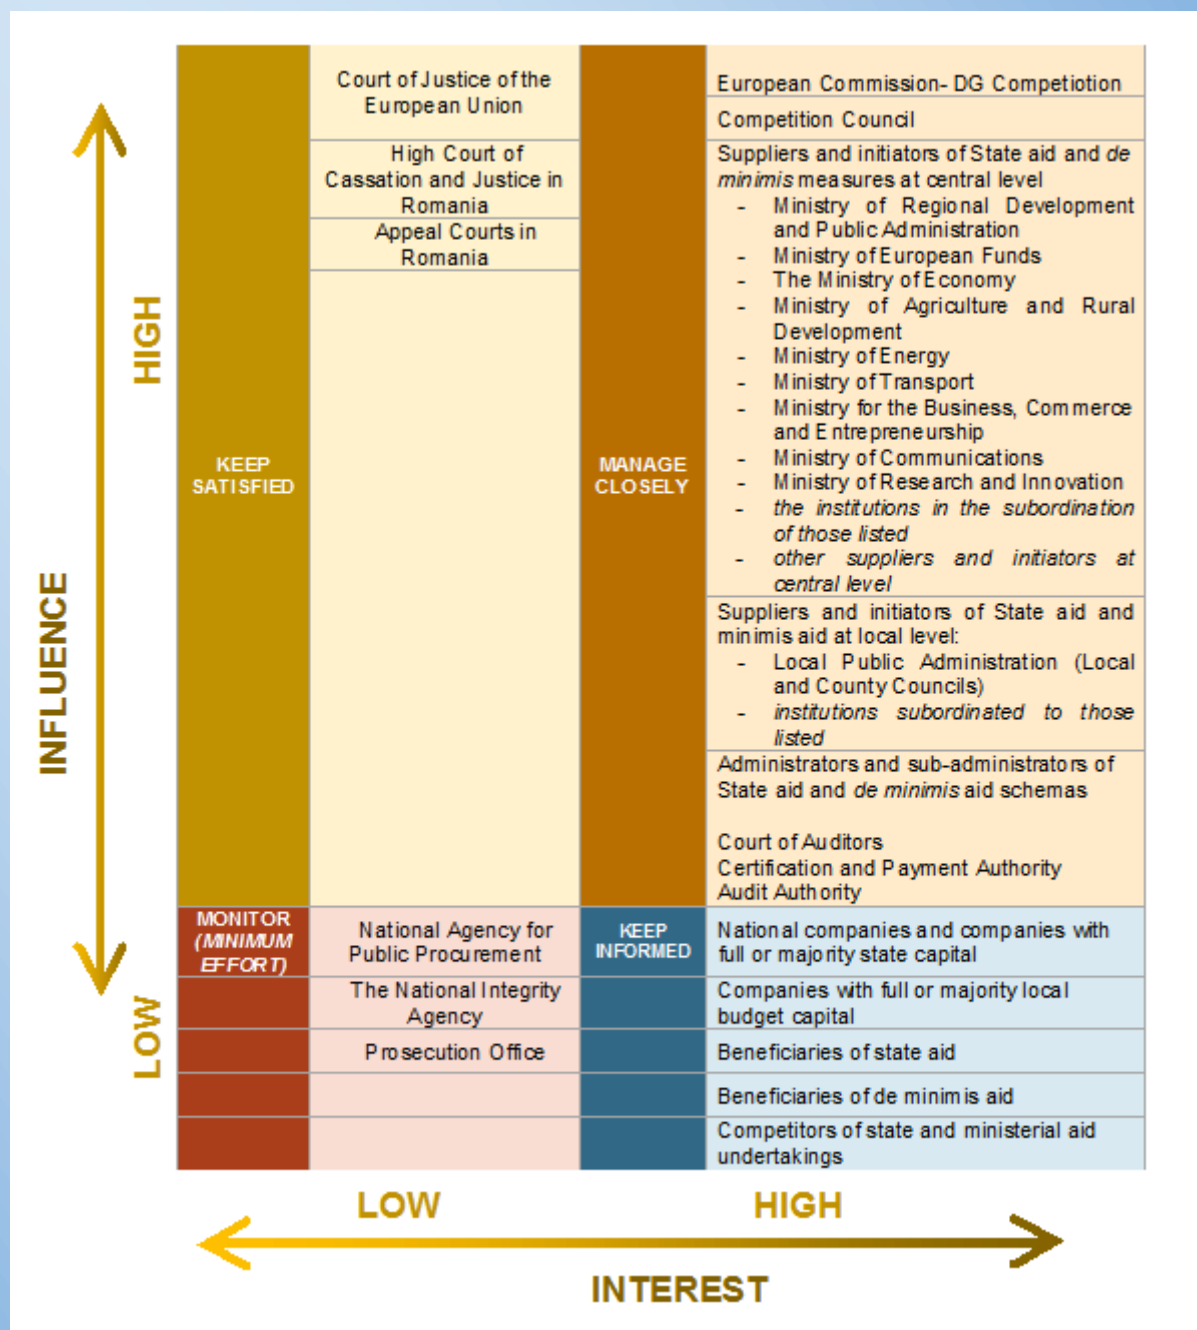 INFLUENCE
HIGH
LOW
KEEP
SATISFIED
Court of Justice of the
European Union
High Court of
Cassation and Justice in
Romania
Appeal Courts in
Romania
MANAGE
CLOSELY
European Commission- DG Competiotion
Competition Council
Suppliers and initiators of State aid and de
minimis measures at central level
- Ministry of Regional Development
and Public Administration
- Ministry of European Funds
- The Ministry of Economy
- Ministry of Agriculture and Rural
Development
- Ministry of Energy
- Ministry of Transport
- Ministry for the Business, Commerce
and Entrepreneurship
- Ministry of Communications
- Ministry of Research and Innovation
- the institutions in the subordination
of those listed
- other suppliers and initiators at
central level
Suppliers and initiators of State aid and
minimis aid at local level:
- Local Public Administration (Local
and County Councils)
- institutions subordinated to those
listed
Administrators and sub-administrators of
State aid and de minimis aid schemas
Court of Auditors
Certification and Payment Authority
Audit Authority
MONITOR
(MINIMUM
EFFORT)
National Agency for
Public Procurement
The National Integrity
Agency
Prosecution Office
KEEP
INFORMED
National companies and companies with
full or majority state capital
Companies with full or majority local
budget capital
Beneficiaries of state aid
Beneficiaries of de minimis aid
Competitors of state and ministerial aid
undertakings
LOW
HIGH
INTEREST